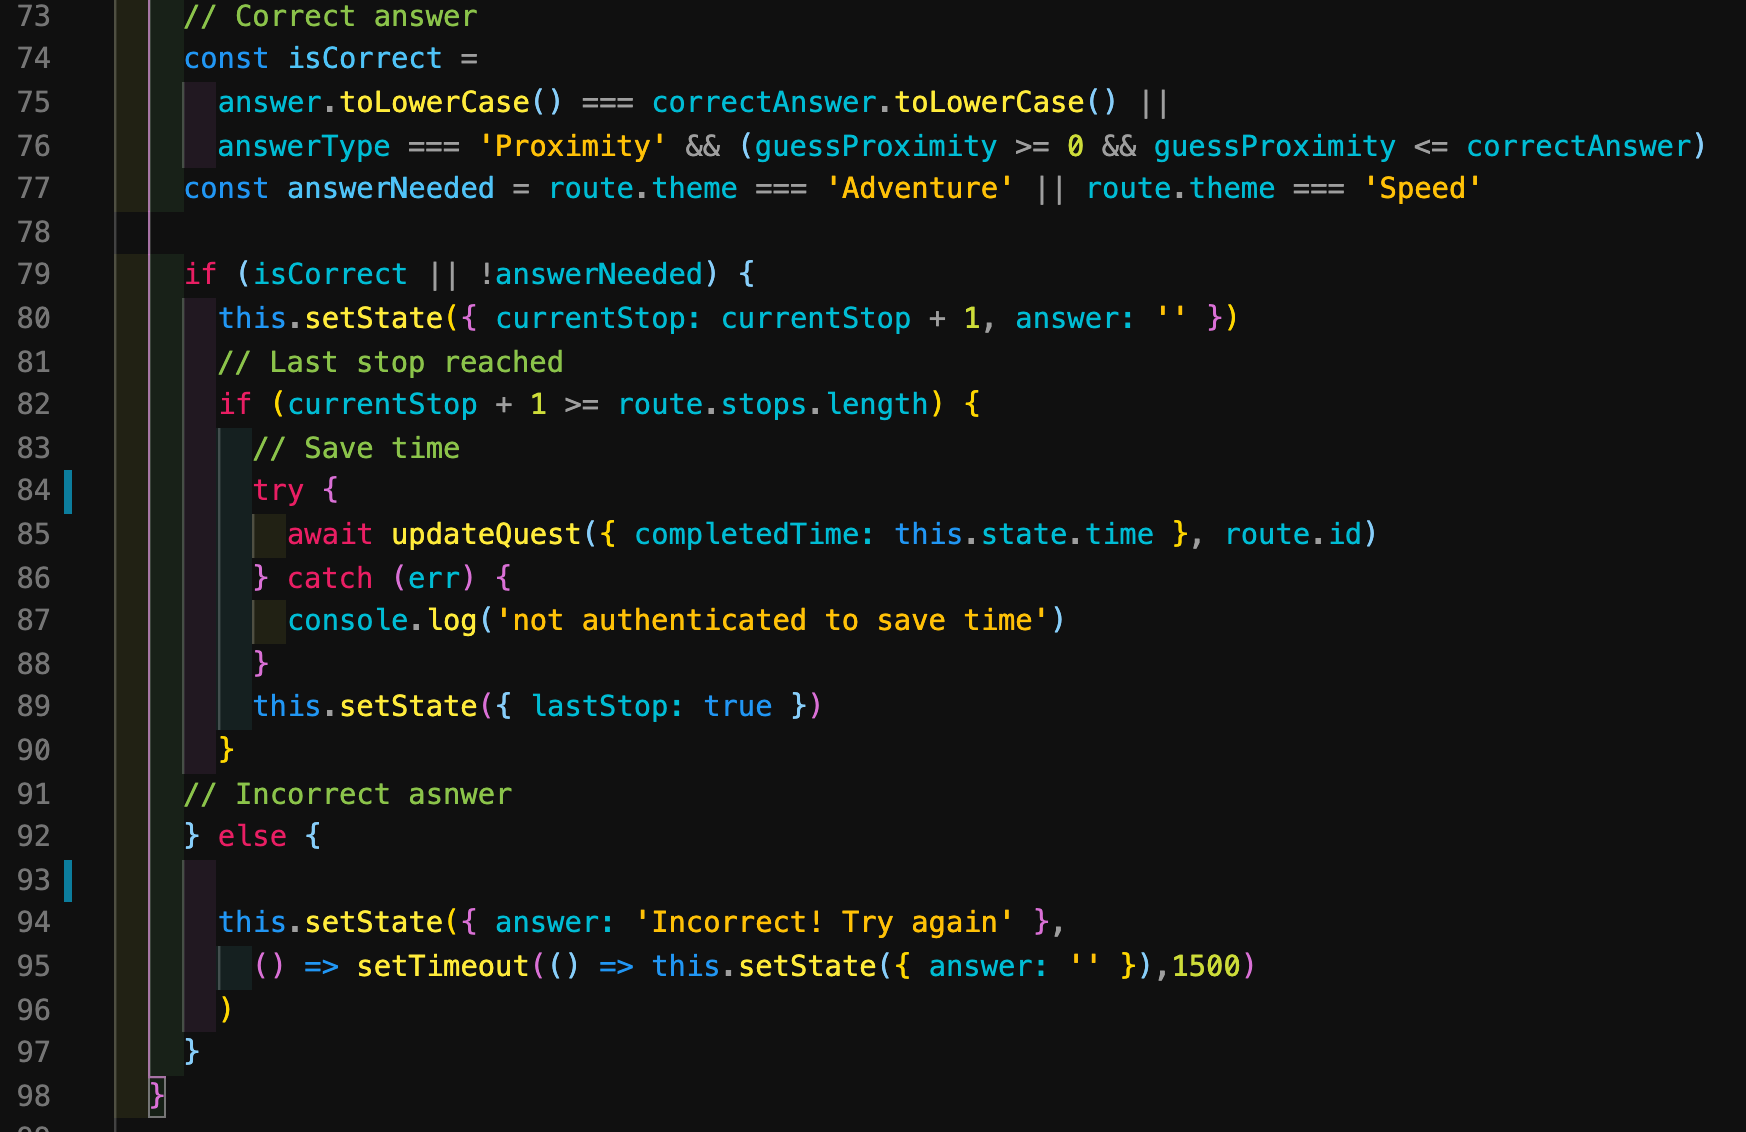 73 // Correct answer
74 const isCorrect =
75 answer.toLowerCase() === correctAnswer.toLowerCase() ||
76 answerType === 'Proximity' && (guessProximity >= 0 && guessProximity <= correctAnswer)
77 const answerNeeded = route.theme === 'Adventure' || route.theme === 'Speed'
78
79 if (isCorrect || !answerNeeded) {
80 this.setState({ currentStop: currentStop + 1, answer: '' })
81 // Last stop reached
82 if (currentStop + 1 >= route.stops.length) {
83 // Save time
84 try {
85 await updateQuest({ completedTime: this.state.time }, route.id)
86 } catch (err) {
87 console.log('not authenticated to save time')
88 }
89 this.setState({ lastStop: true })
90 }
91 // Incorrect asnwer
92 } else {
93
94 this.setState({ answer: 'Incorrect! Try again' },
95 () => setTimeout(() => this.setState({ answer: '' }),1500)
96 )
97 }
98 }